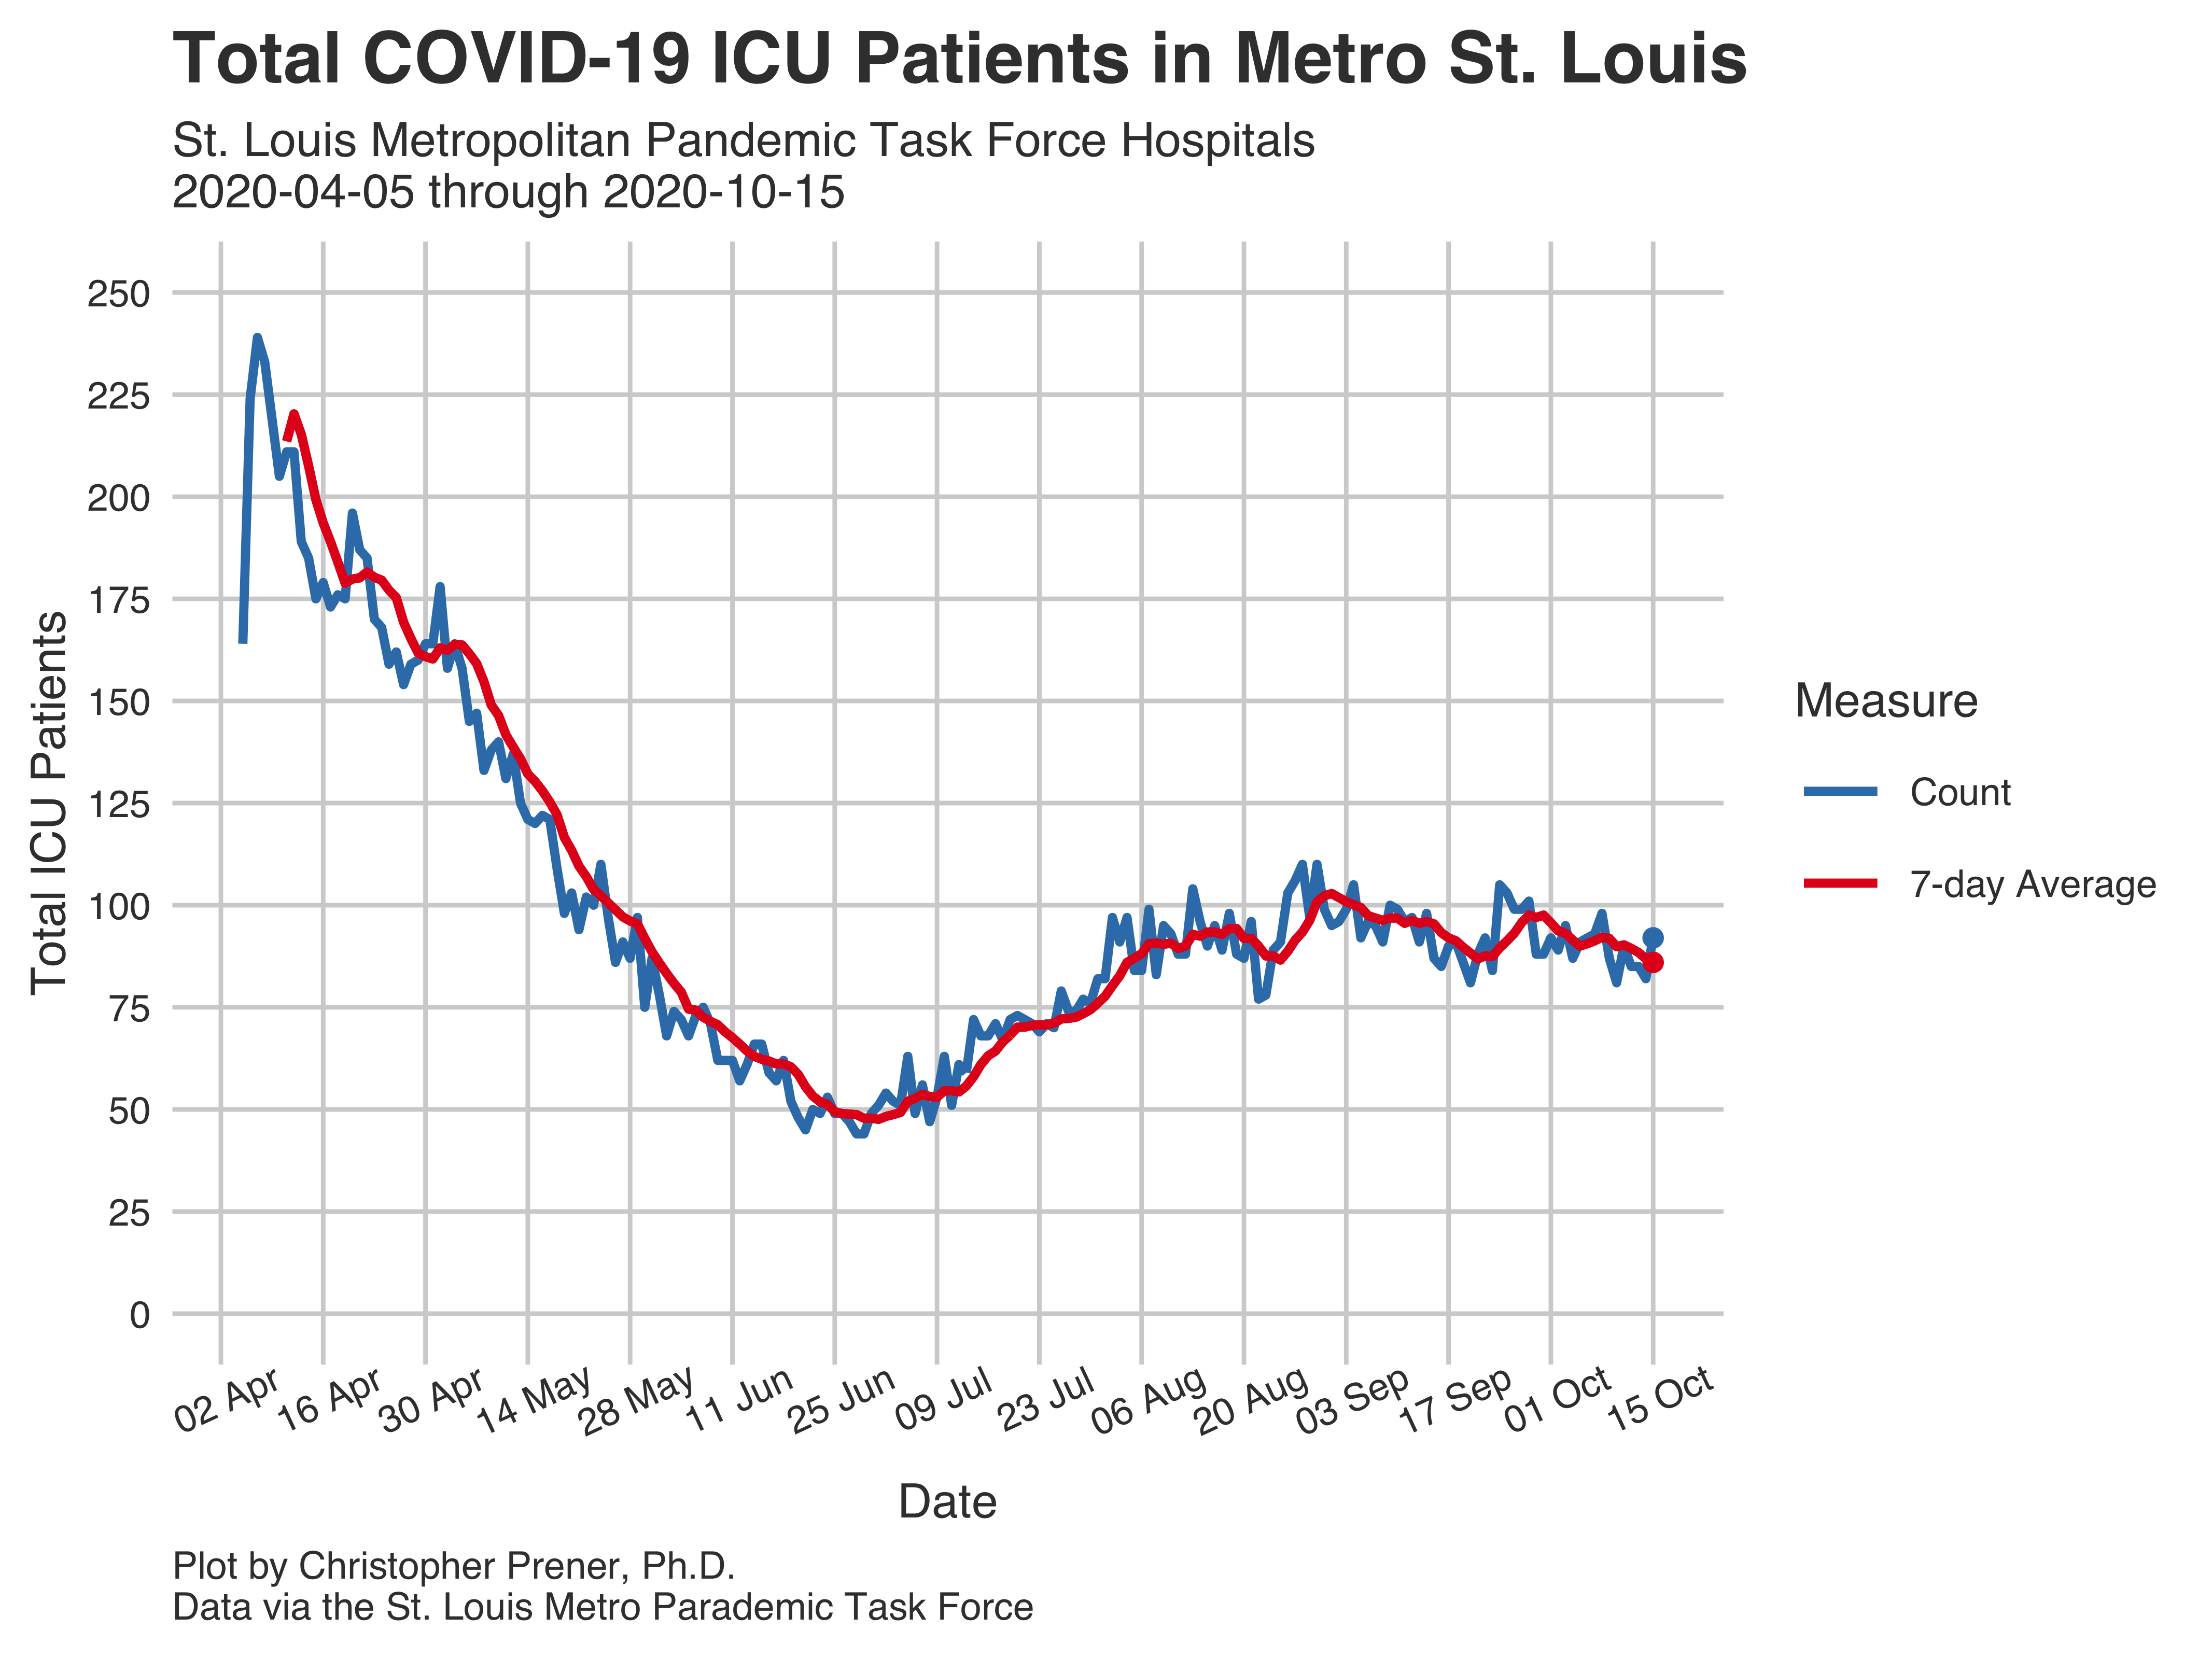 Total COVID-19 ICU Patients in Metro St. Louis
St. Louis Metropolitan Pandemic Task Force Hospitals
2020-04-05 through 2020-10-15
250
225
200
175
150
125
100
75
50
25
0
Total ICU Patients
02 Apr
16 Apr
30 Apr
14 May
28 May
11 Jun
25 Jun
09 Jul
23 Jul
06 Aug
20 Aug
03 Sep
17 Sep
01 Oct
15 Oct
Date
Measure
Count
7-day Average
Plot by Christopher Prener, Ph.D.
Data via the St. Louis Metro Parademic Task Force